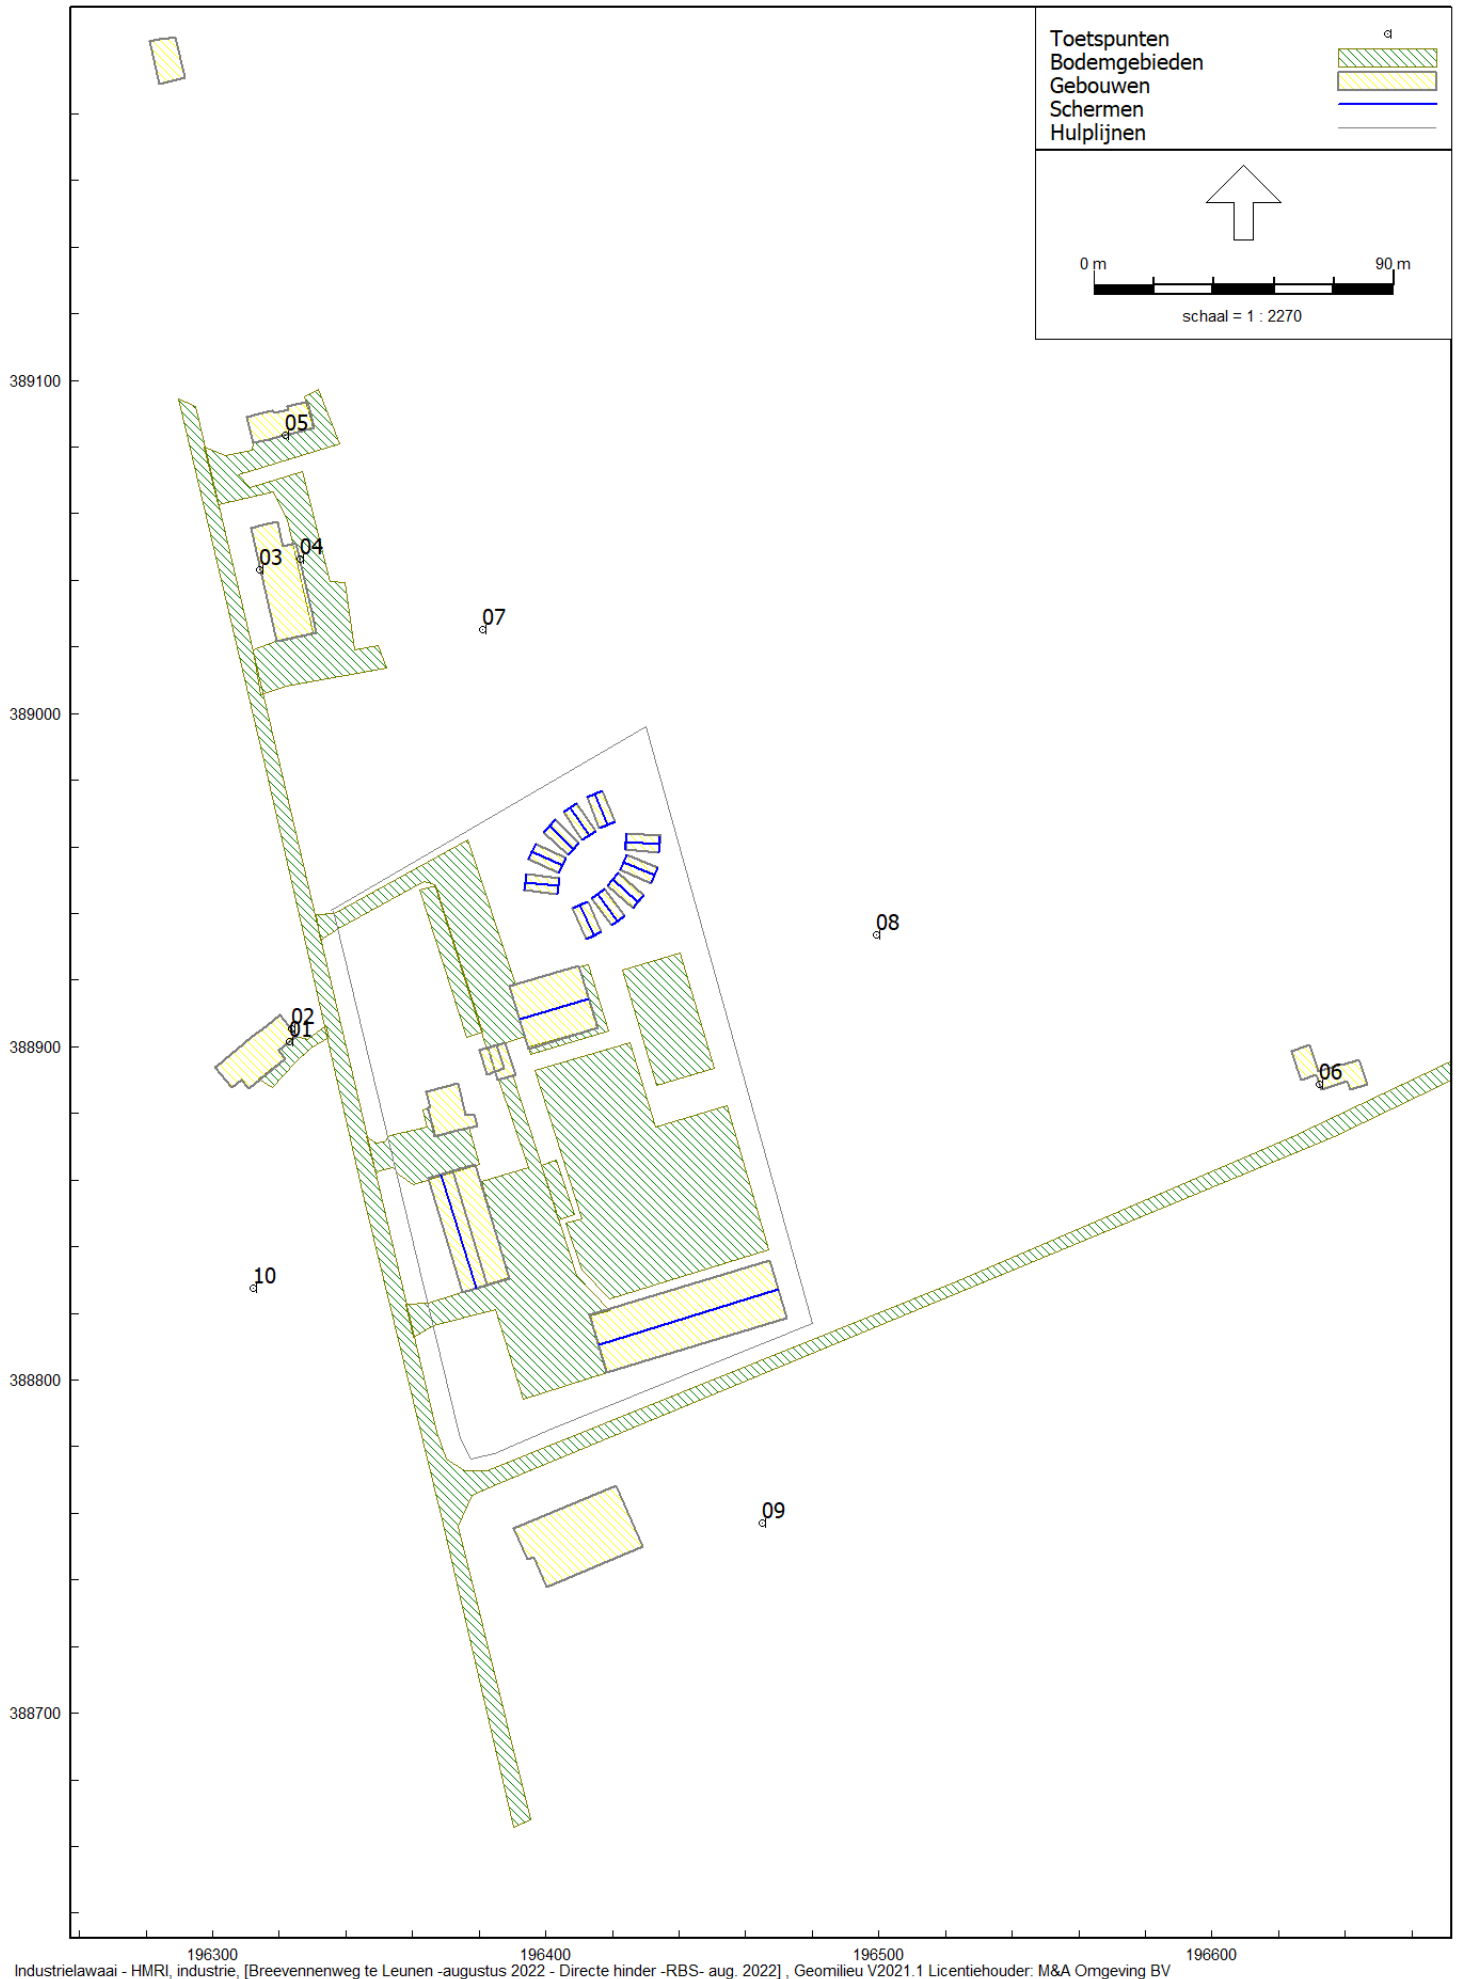 Toetspunten
Bodemgebieden
Gebouwen
Schermen
Hulplijnen
0 m 90 m
schaal = 1 : 2270
389100
05
03 04
07
389000
08
02
01
388900
06
10
388800
09
388700
196300 196400 196500 196600
Industrielawaai - HMRI, industrie, [Breevennenweg te Leunen -augustus 2022 - Directe hinder -RBS- aug. 2022] , Geomilieu V2021.1 Licentiehouder: M&A Omgeving BV